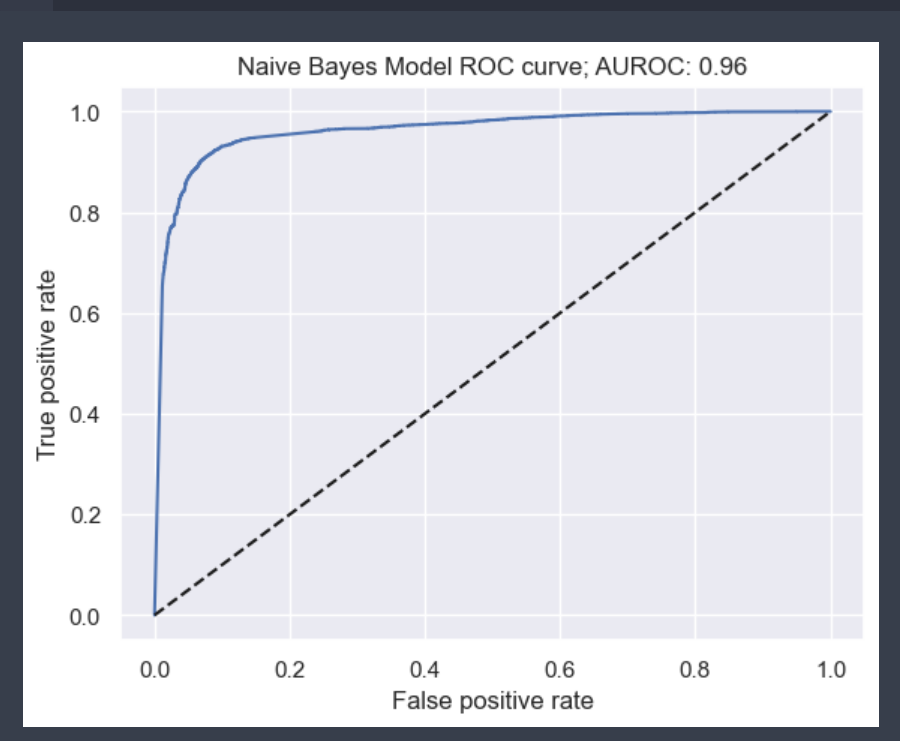 Naive Bayes Model ROC curve; AUROC: 0.96
1.0
0.8
0.6
0.4
0.2
0.0
True positive rate
0.0 0.2 0.4 0.6 0.8 1.0
False positive rate